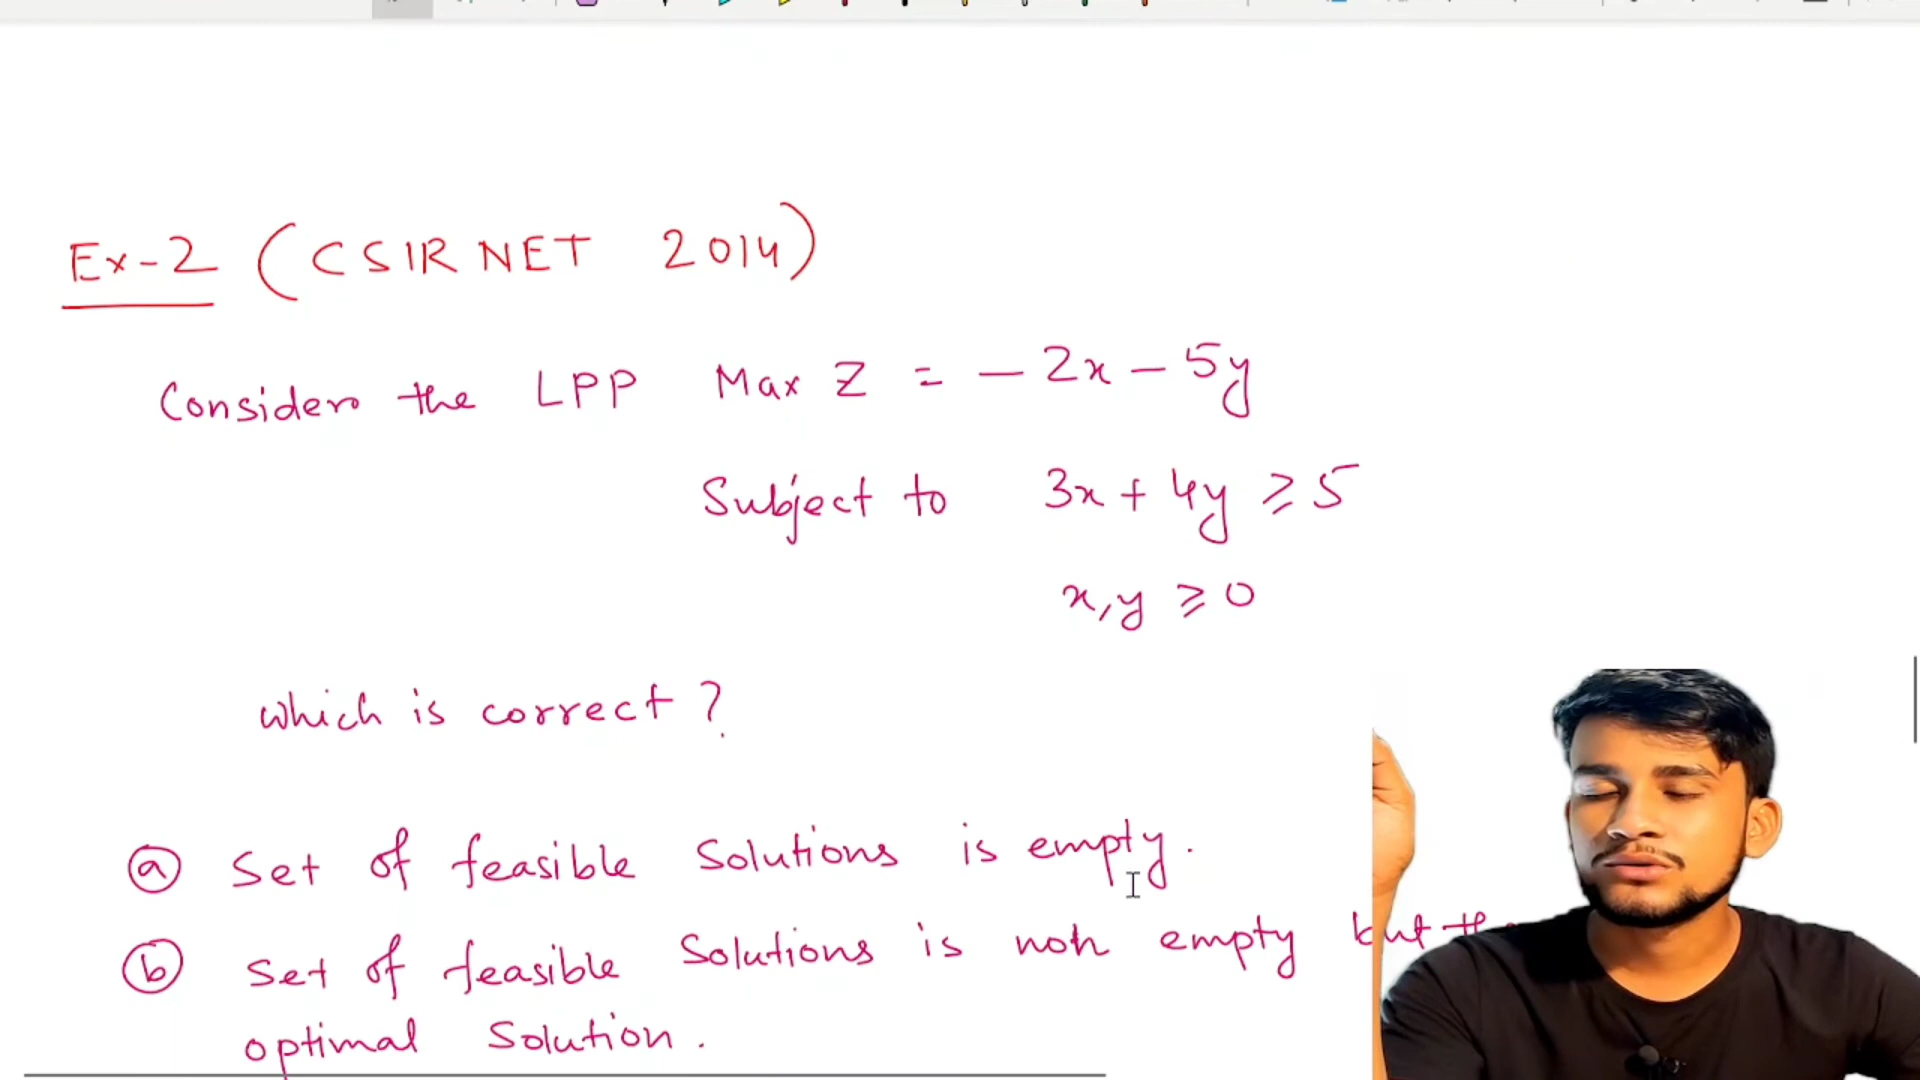 Ex-2 (CSIR NET 2014)
Consider the LPP Max Z = -2x - 5y
Subject to 3x + 4y ⩾ 5
x, y ⩾ 0
which is correct?
ⓐ Set of feasible Solutions is empty.
ⓑ Set of feasible Solutions is not empty but
optimal Solution.